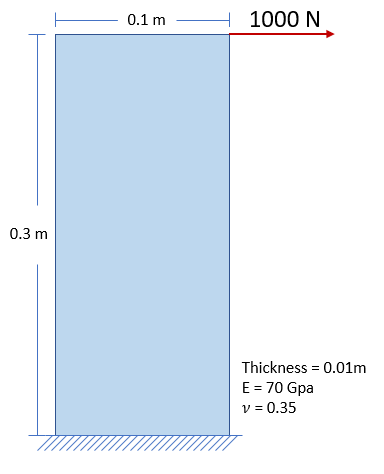 0.1 m
1000 N
0.3 m
Thickness = 0.01m
E = 70 Gpa
ν = 0.35